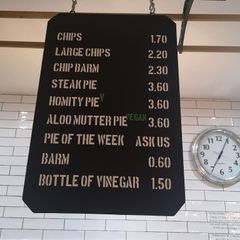 CHIPS 1.70
LARGE CHIPS 2.20
CHIP BARM 2.30
STEAK PIE 3.60
HOMITY PIE V 3.60
ALOO MUTTER PIE VEGAN 3.60
PIE OF THE WEEK ASK US
BARM 0.60
BOTTLE OF VINEGAR 1.50